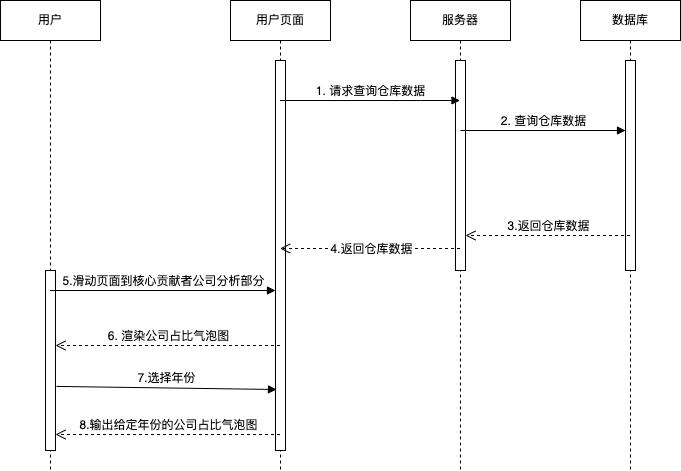 用户
用户页面
服务器
数据库
1. 请求查询仓库数据
2. 查询仓库数据
3.返回仓库数据
4.返回仓库数据
5.滑动页面到核心贡献者公司分析部分
6. 渲染公司占比气泡图
7.选择年份
8.输出给定年份的公司占比气泡图